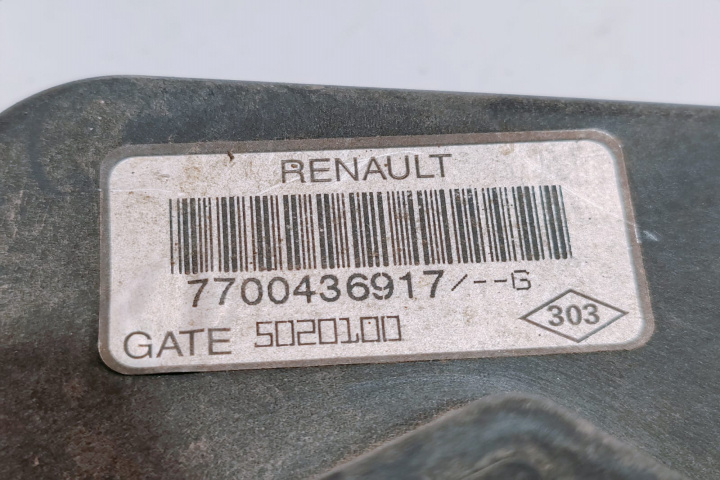 RENAULT
7700436917/--G
GATE 5020100
303